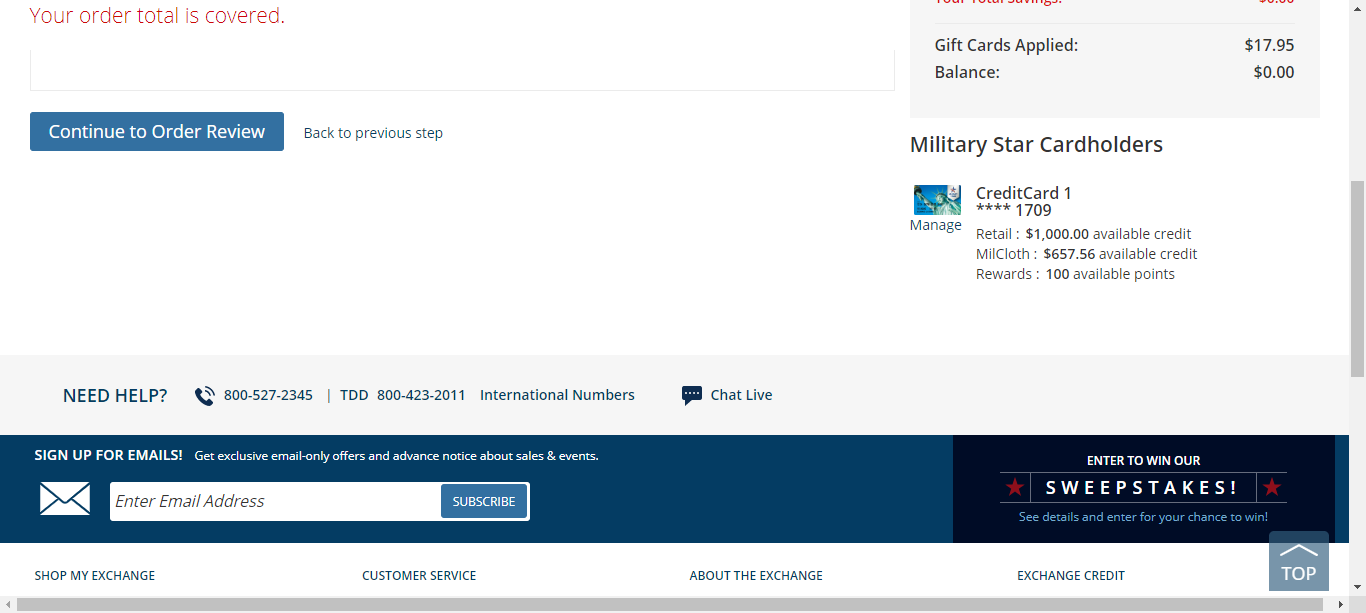 Your order total is covered.
Your Total Savings: $0.00
Gift Cards Applied: $17.95
Balance: $0.00
Continue to Order Review Back to previous step
Military Star Cardholders
CreditCard 1
**** 1709
Manage
Retail : $1,000.00 available credit
MilCloth : $657.56 available credit
Rewards : 100 available points
NEED HELP? 800-527-2345 | TDD 800-423-2011 International Numbers Chat Live
SIGN UP FOR EMAILS! Get exclusive email-only offers and advance notice about sales & events.
Enter Email Address SUBSCRIBE
ENTER TO WIN OUR
SWEEPSTAKES!
See details and enter for your chance to win!
TOP
SHOP MY EXCHANGE CUSTOMER SERVICE ABOUT THE EXCHANGE EXCHANGE CREDIT